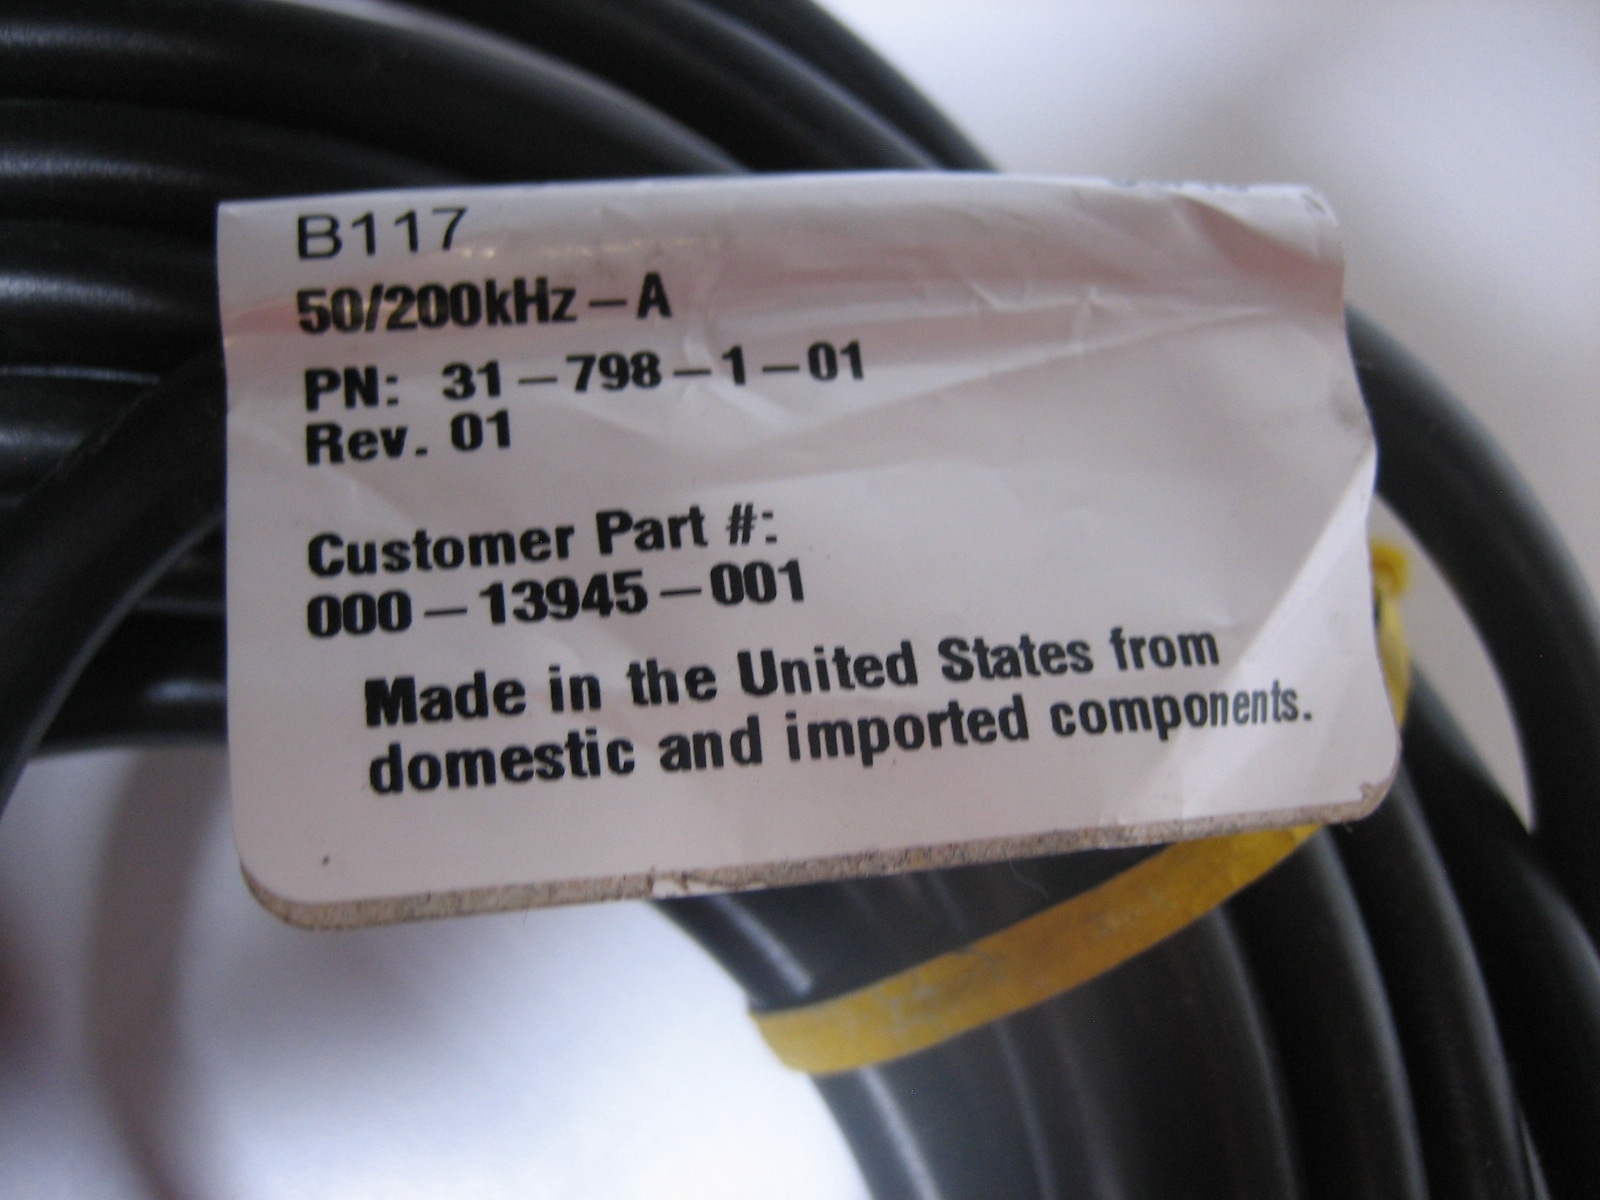 B117
50/200kHz-A
PN: 31-798-1-01
Rev. 01
Customer Part #:
000-13945-001
Made in the United States from
domestic and imported components.